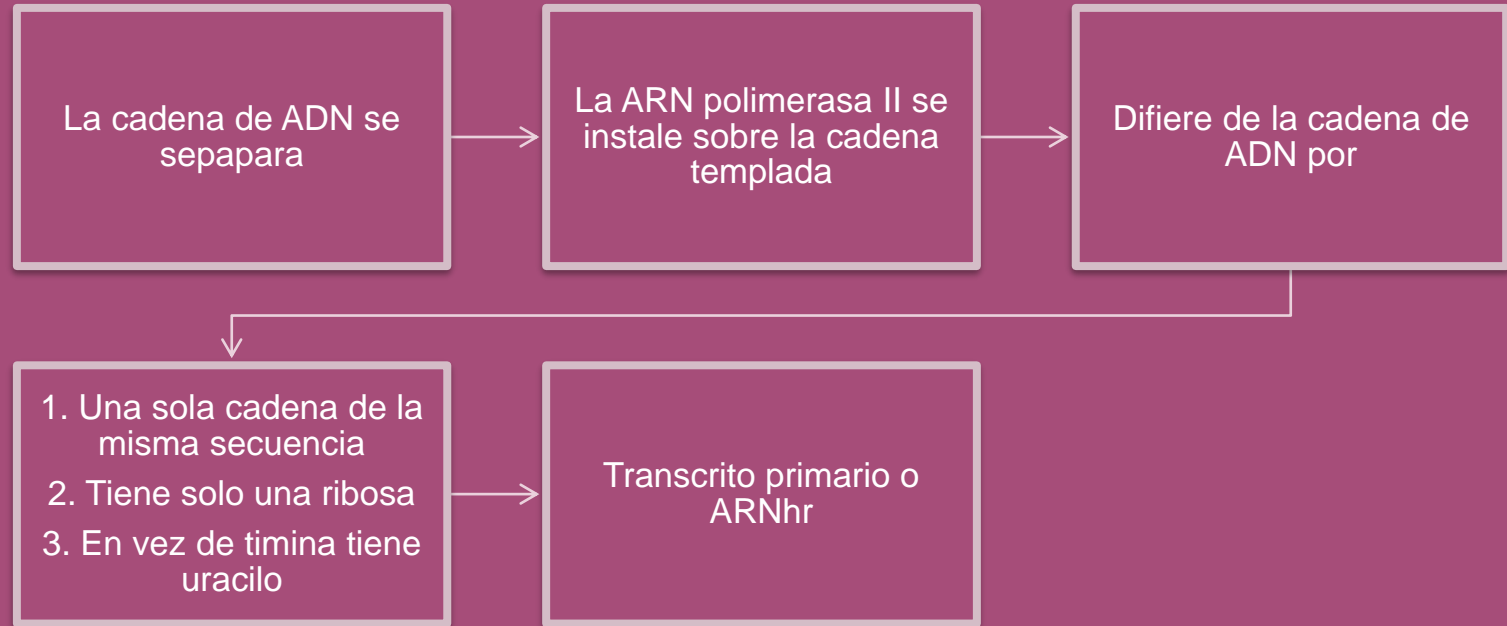 La cadena de ADN se
sepapara
La ARN polimerasa II se
instale sobre la cadena
templada
Difiere de la cadena de
ADN por
1. Una sola cadena de la
misma secuencia
2. Tiene solo una ribosa
3. En vez de timina tiene
uracilo
Transcrito primario o
ARNhr